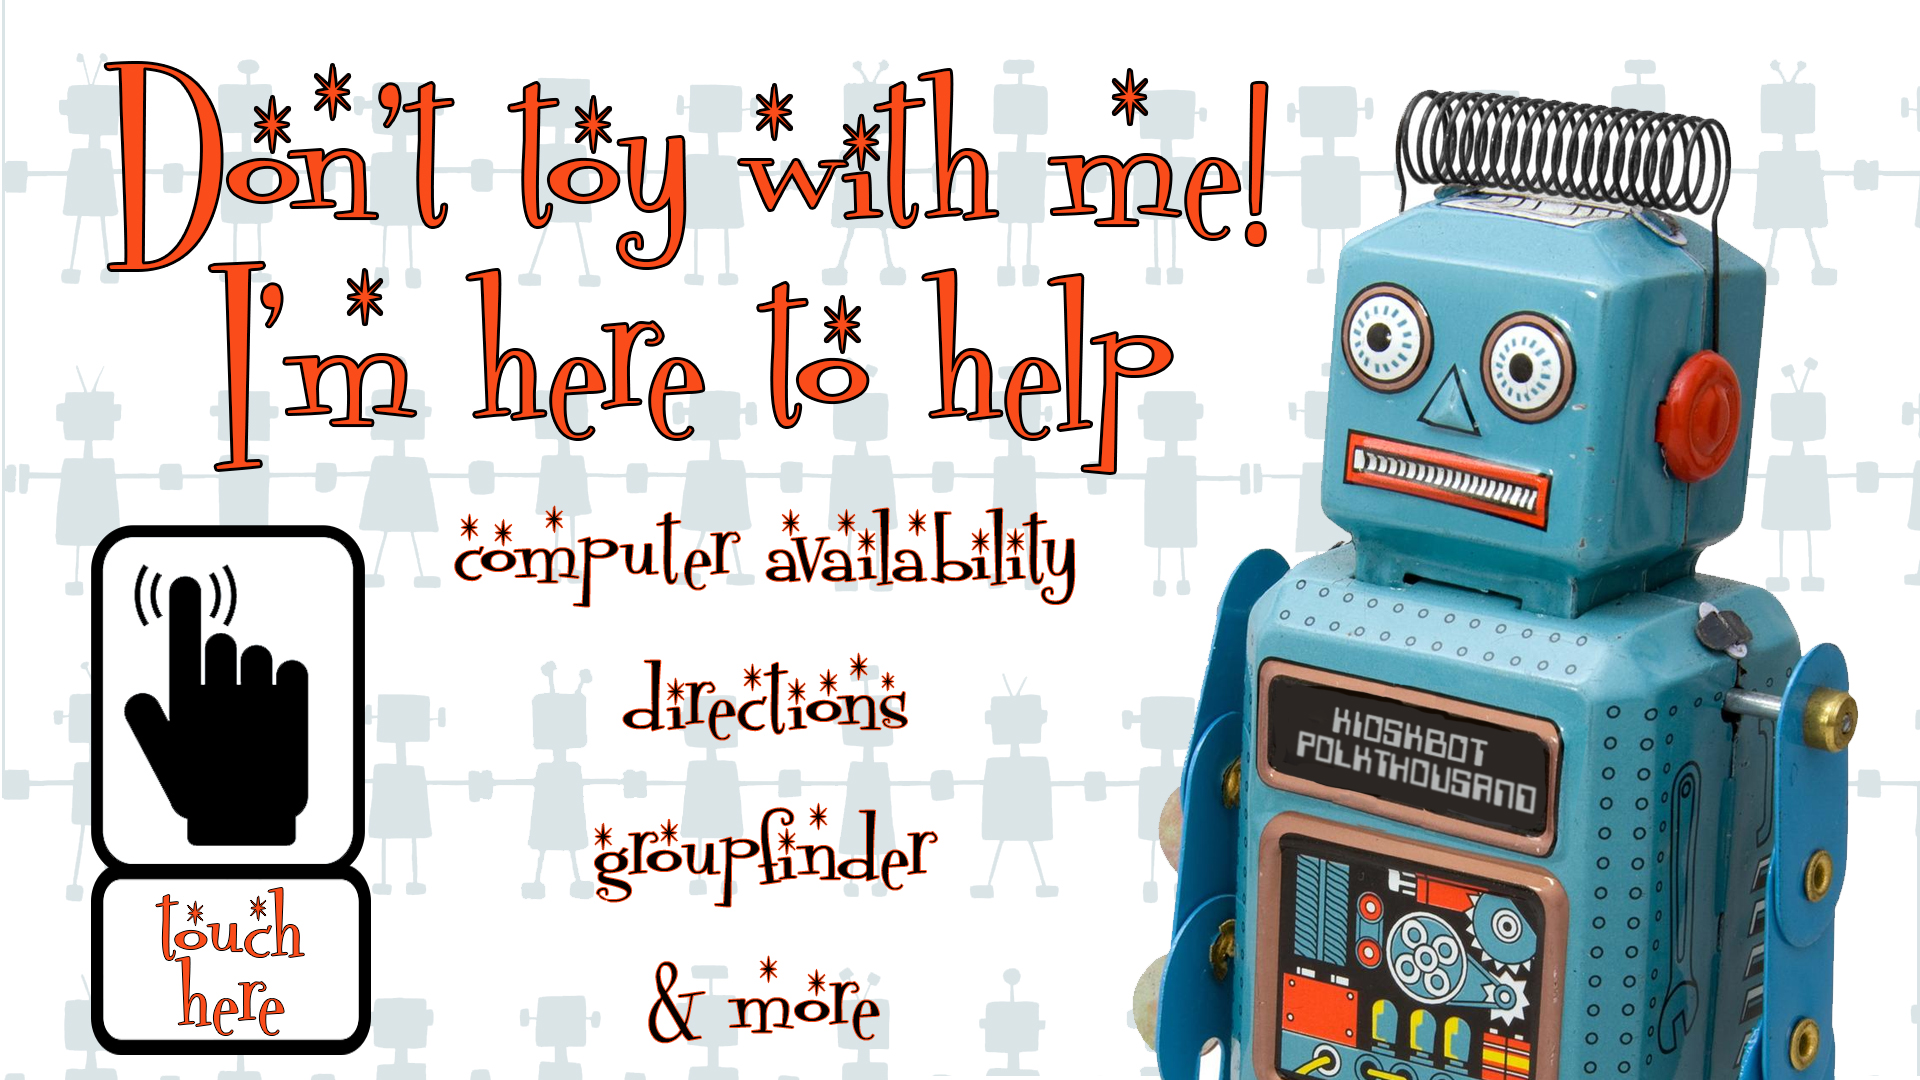 Don't toy with me!
I'm here to help
computer availability
directions
groupfinder
& more
touch
here
KIOSKBOT
POLKTHOUSAND